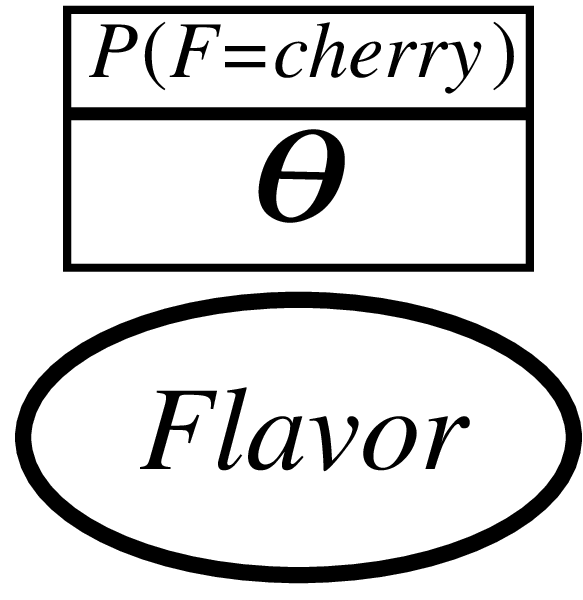 P(F=cherry)
θ
Flavor